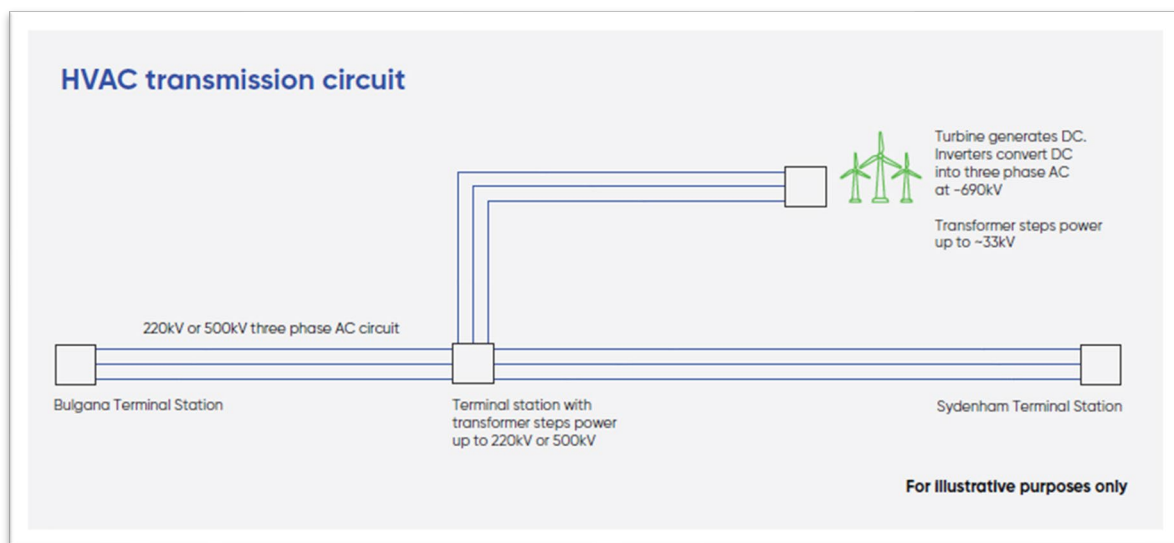 HVAC transmission circuit
Turbine generates DC.
Inverters convert DC
into three phase AC
at ~690kV
Transformer steps power
up to ~33kV
220kV or 500kV three phase AC circuit
Bulgana Terminal Station
Terminal station with
transformer steps power
up to 220kV or 500kV
Sydenham Terminal Station
For illustrative purposes only